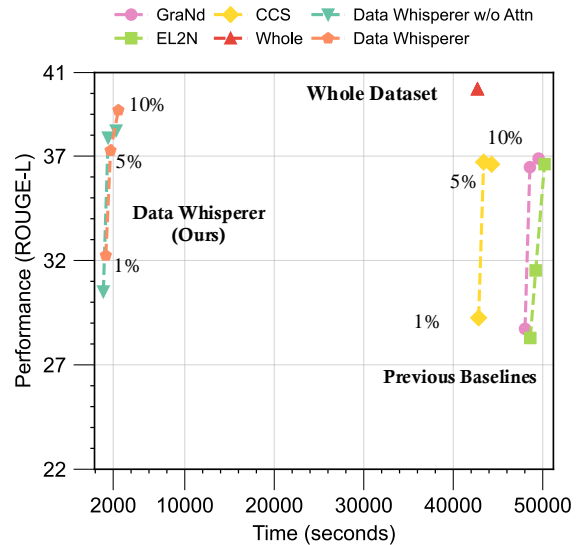 GraNd CCS Data Whisperer w/o Attn
EL2N Whole Data Whisperer
41
Whole Dataset
10%
10%
37
5%
5%
Data Whisperer
(Ours)
32
1%
1%
27
Previous Baselines
22
2000 10000 20000 30000 40000 50000
Time (seconds)
Performance (ROUGE-L)